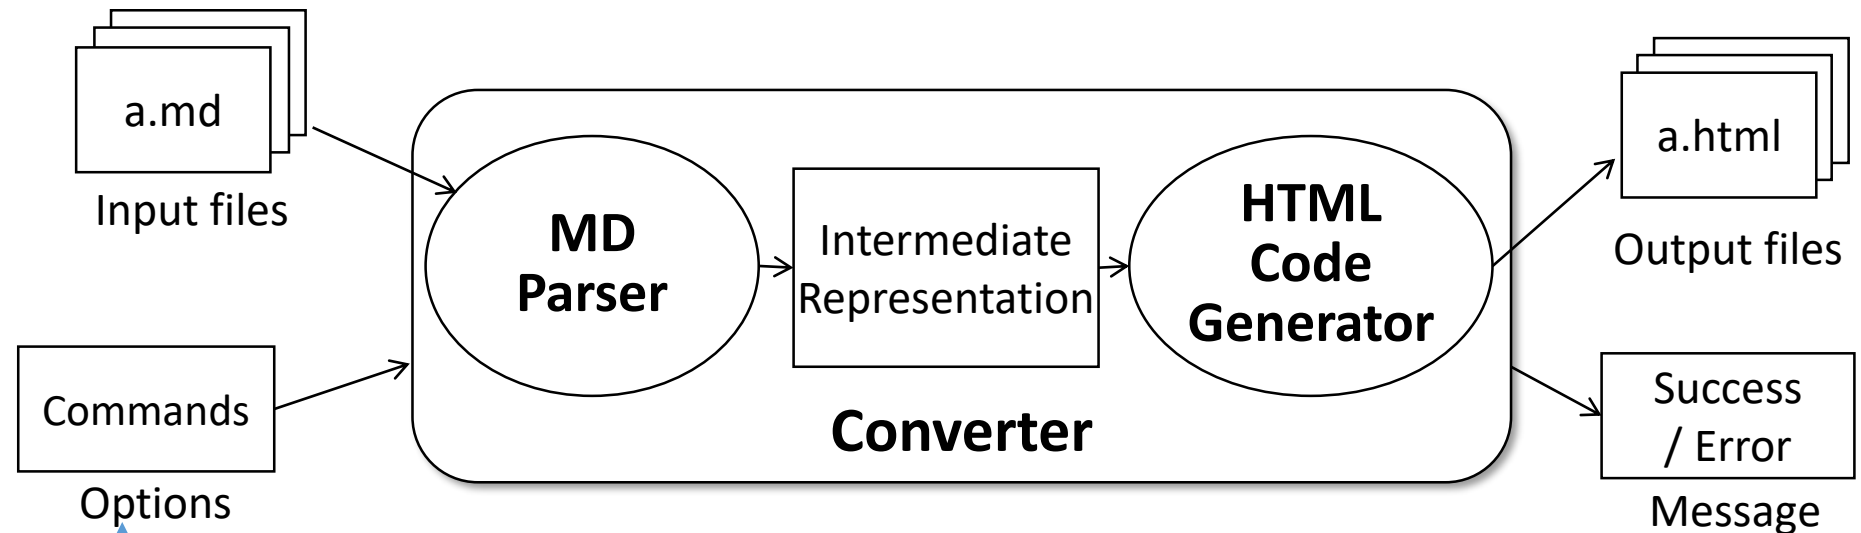 a.md
Input files
Commands
Options
MD
Parser
Intermediate
Representation
HTML
Code
Generator
Converter
a.html
Output files
Success
/ Error
Message